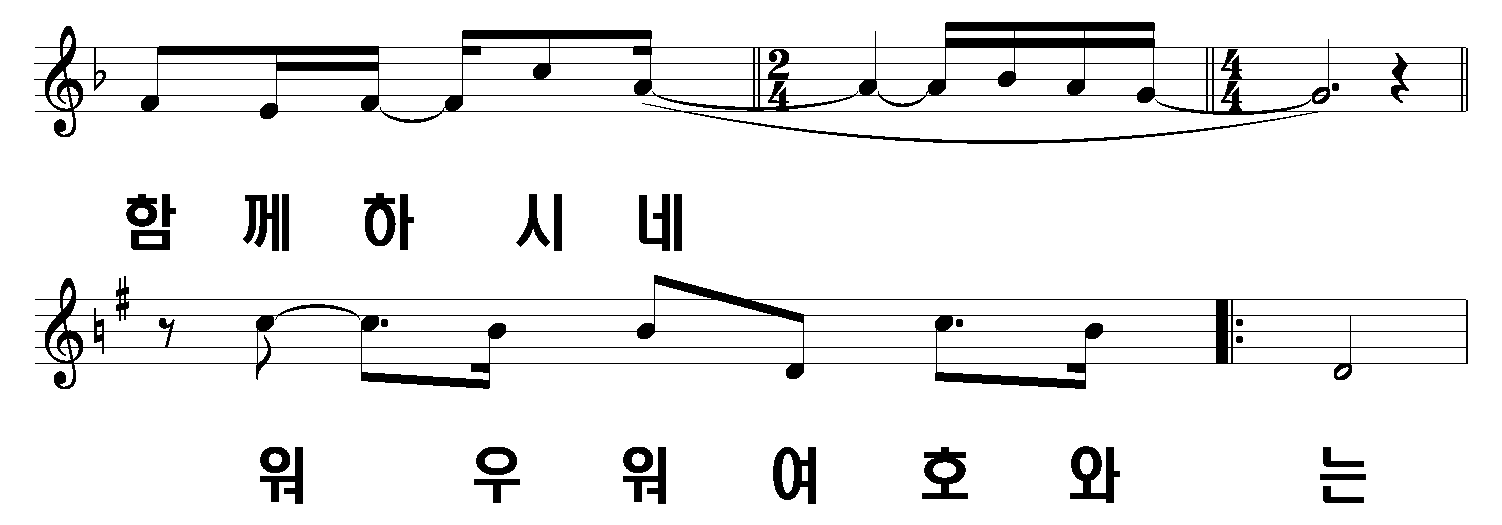 함 께 하 시 네
워 우 워 여 호 와 는